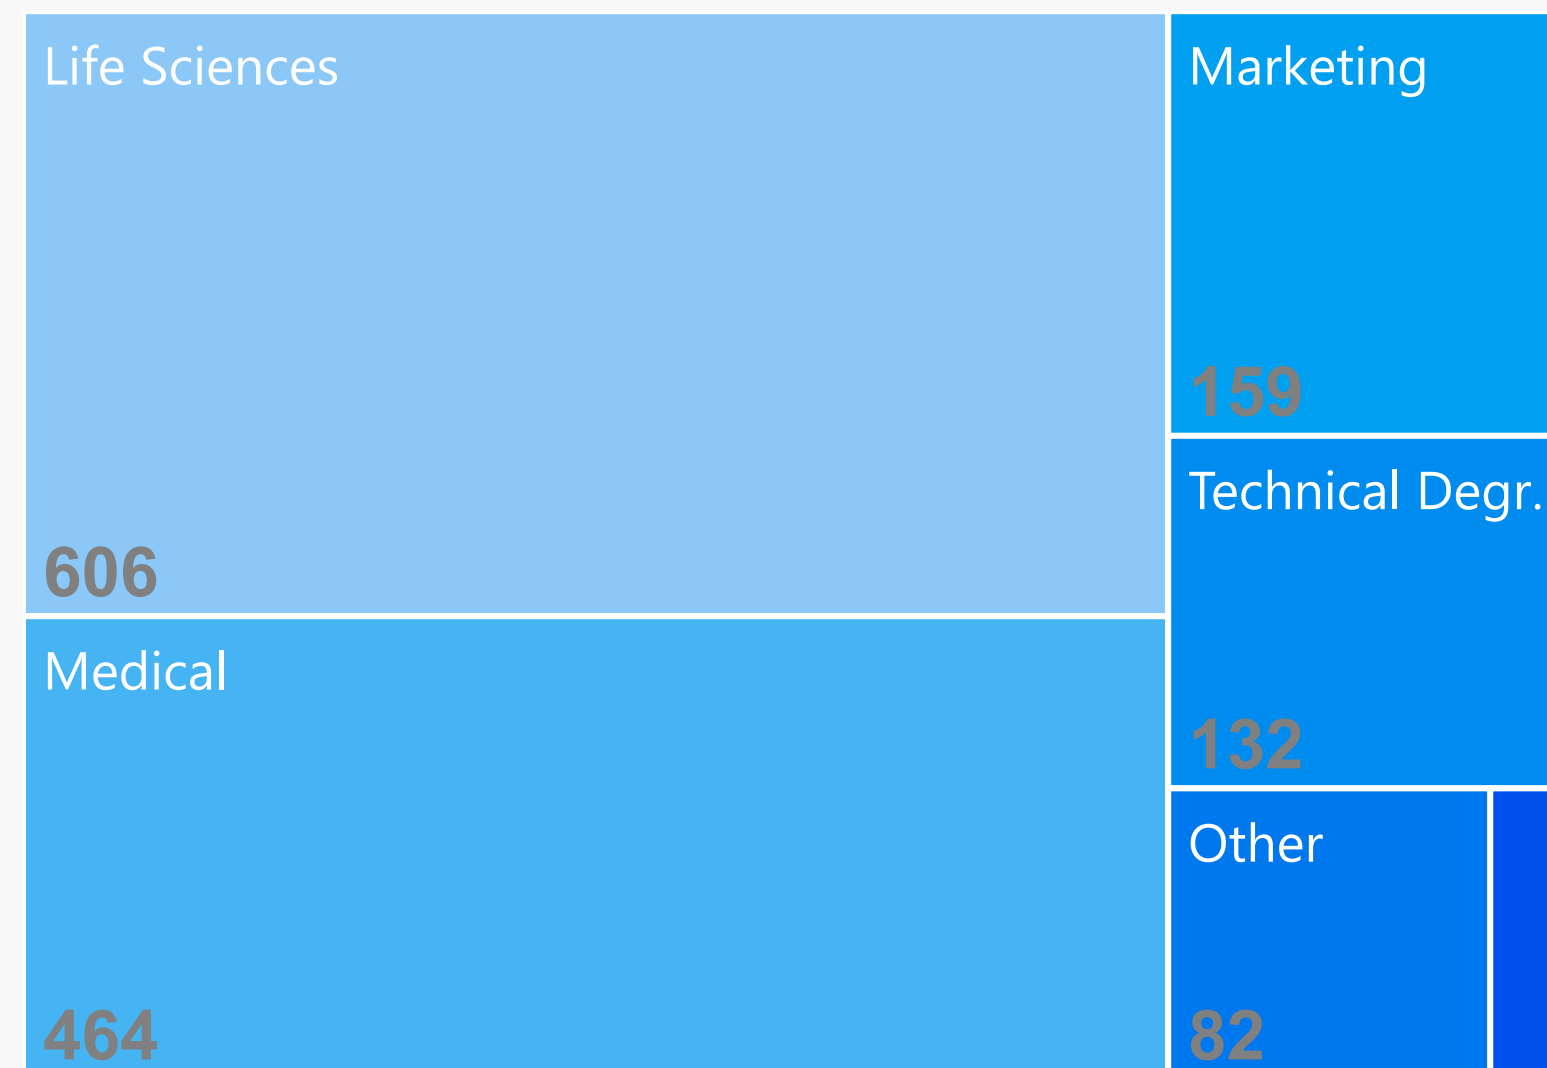 Life Sciences
606
Medical
464
Marketing
159
Technical Degr.
132
Other
82